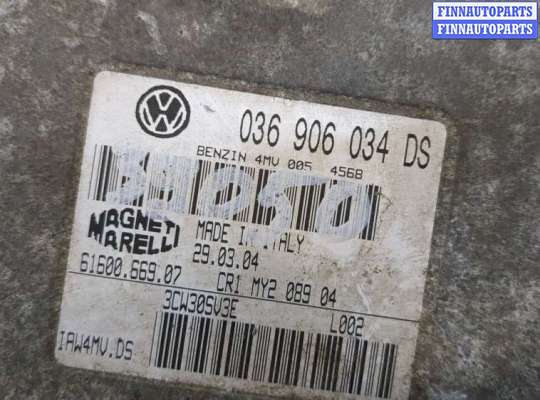 FINNAUTOPARTS
FINNAUTOPARTS
036 906 034 DS
BENZIN 4MV 005 4568
MAGNETI MARELLI
MADE IN ITALY
29.03.04
61600.669.07
CR1 MY2 089 04
3CW30SV3E
L002
IAW4MV.DS